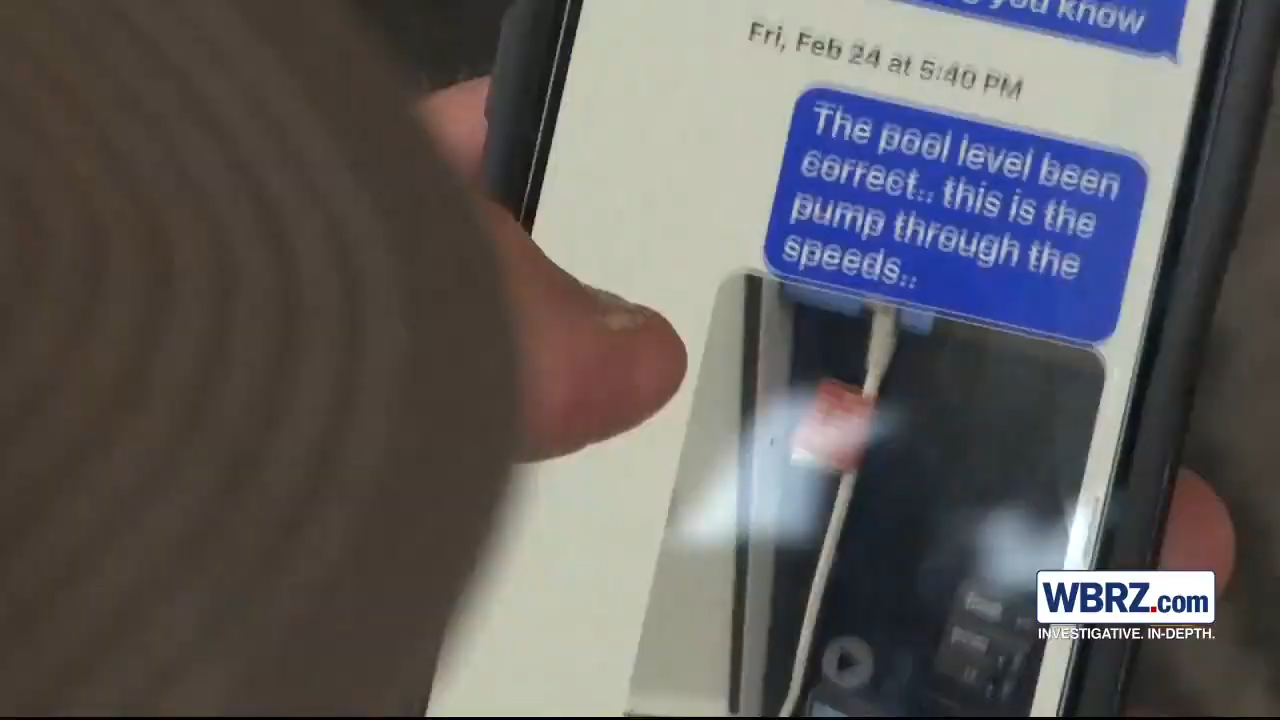 you know
Fri, Feb 24 at 5:40 PM
The pool level been
correct.. this is the
pump through the
speeds..
WBRZ.com
INVESTIGATIVE. IN-DEPTH.